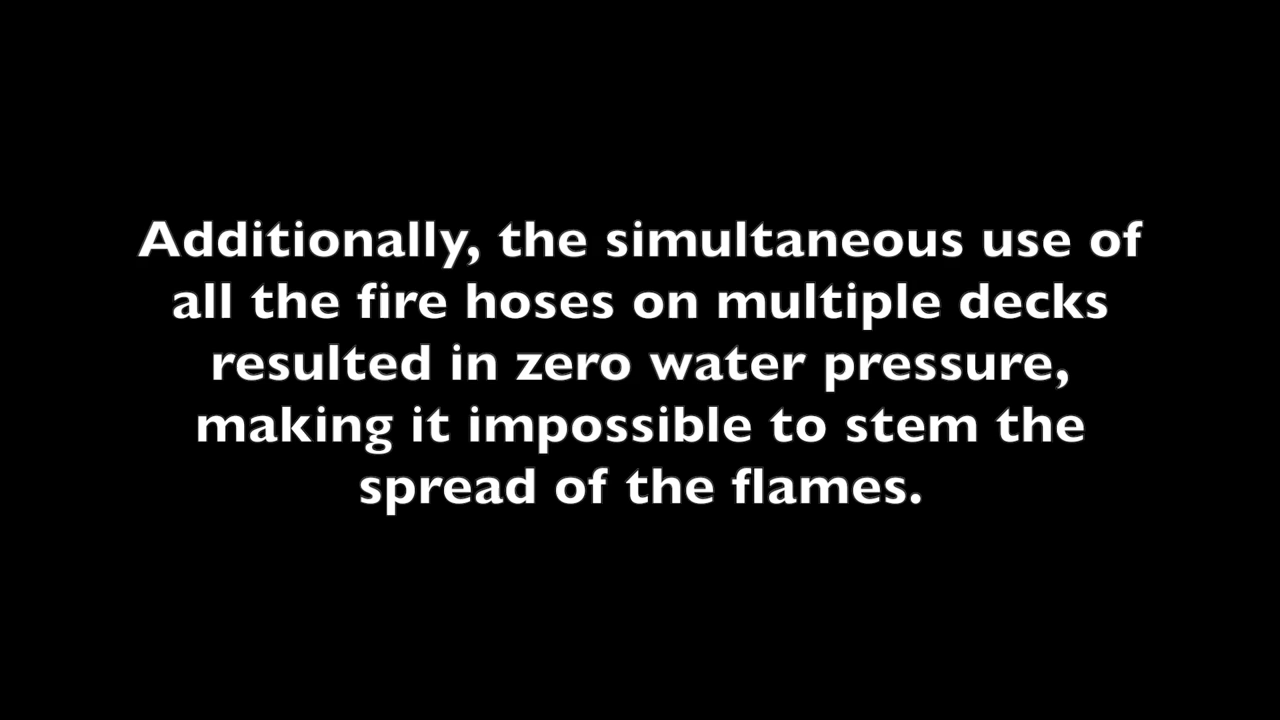 Additionally, the simultaneous use of
all the fire hoses on multiple decks
resulted in zero water pressure,
making it impossible to stem the
spread of the flames.